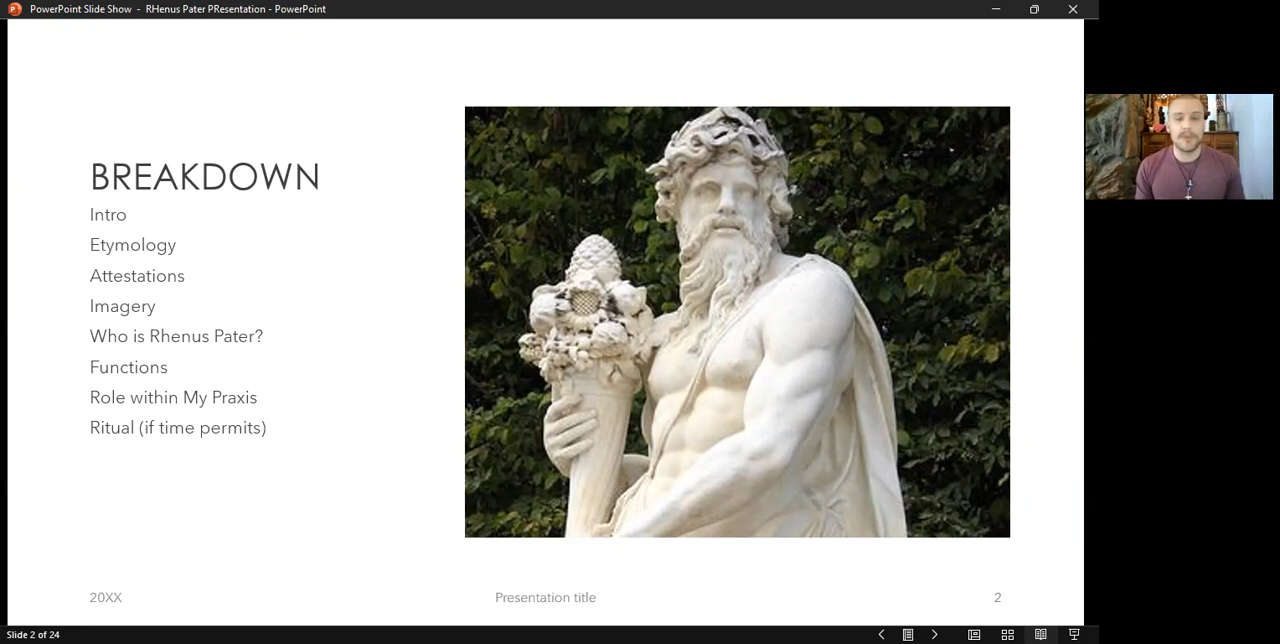 PowerPoint Slide Show - RHenus Pater PResentation - PowerPoint
BREAKDOWN
Intro
Etymology
Attestations
Imagery
Who is Rhenus Pater?
Functions
Role within My Praxis
Ritual (if time permits)
20XX
Presentation title
2
Slide 2 of 24